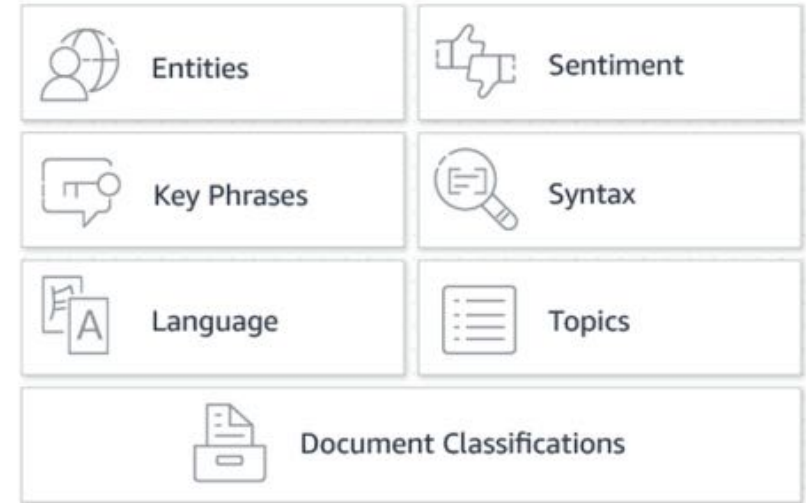 Entities
Sentiment
Key Phrases
Syntax
Language
A
Topics
Document Classifications